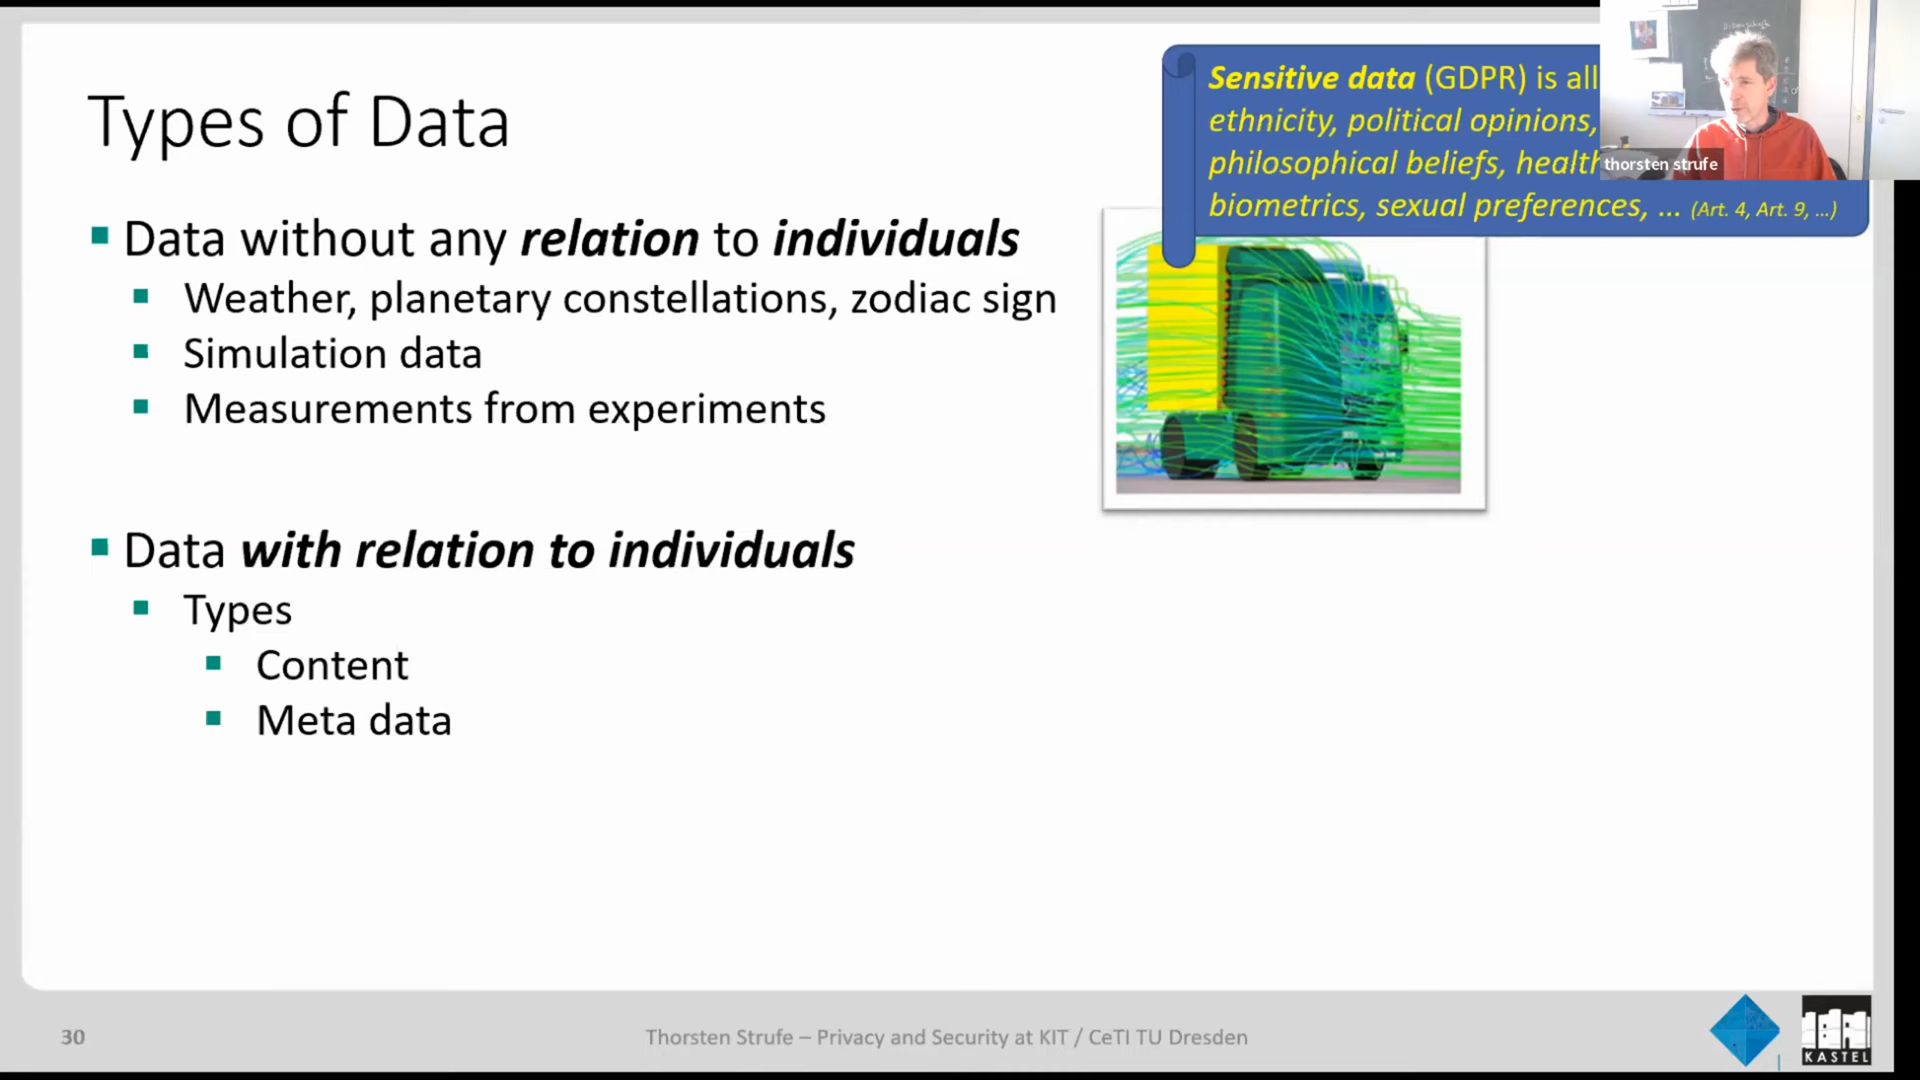 Types of Data
Sensitive data (GDPR) is all
ethnicity, political opinions,
philosophical beliefs, health
biometrics, sexual preferences, ... (Art. 4, Art. 9, ...)
thorsten strufe
Data without any relation to individuals
Weather, planetary constellations, zodiac sign
Simulation data
Measurements from experiments
Data with relation to individuals
Types
Content
Meta data
30
Thorsten Strufe – Privacy and Security at KIT / CeTI TU Dresden
KASTEL